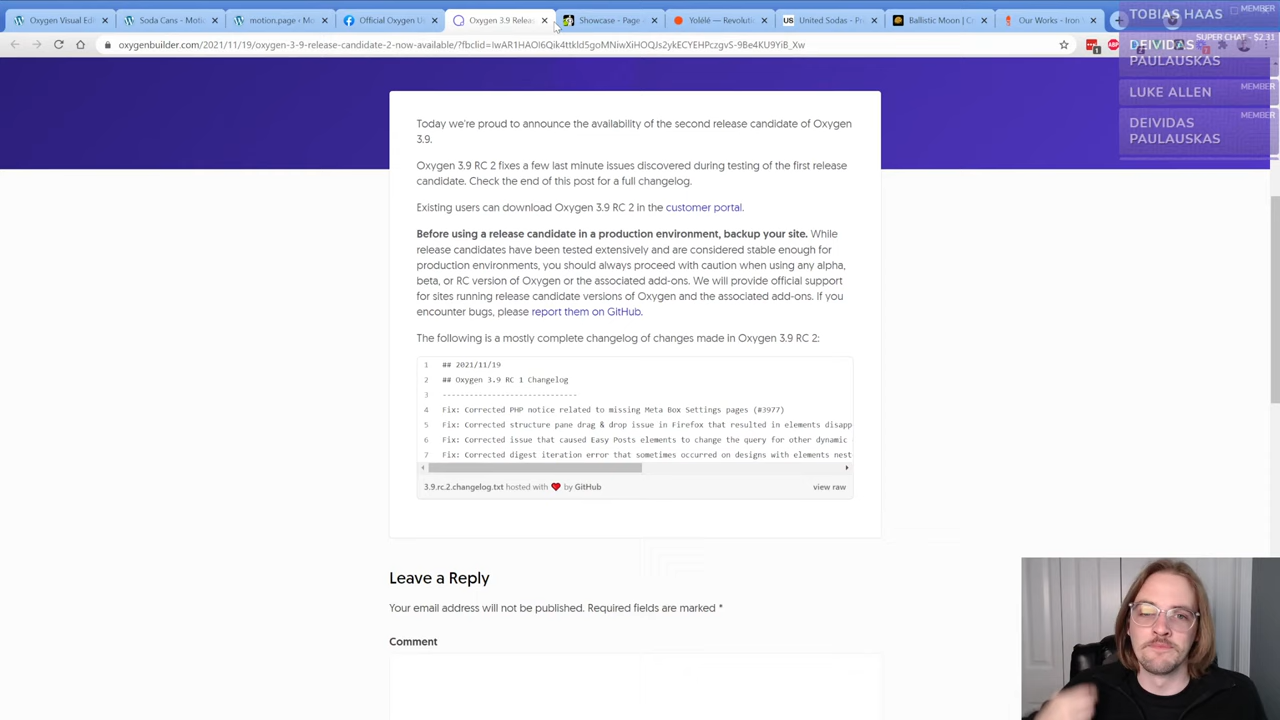 Oxygen Visual Edi
Soda Cans - Motio
motion.page ‹ Mo
Official Oxygen U
Oxygen 3.9 Relea
Showcase - Page
Yolélé — Revoluti
United Sodas - Pr
Ballistic Moon | C
Our Works - Iron
oxygenbuilder.com/2021/11/19/oxygen-3-9-release-candidate-2-now-available/?fbclid=
TOBIAS HAAS
MEMBER
SUPER CHAT - $2.31
DEIVIDAS
PAULAUSKAS
LUKE ALLEN
MEMBER
DEIVIDAS
PAULAUSKAS
MEMBER
Today we're proud to announce the availability of the second release candidate of Oxygen
3.9.
Oxygen 3.9 RC 2 fixes a few last minute issues discovered during testing of the first release
candidate. Check the end of this post for a full changelog.
Existing users can download Oxygen 3.9 RC 2 in the customer portal.
Before using a release candidate in a production environment, backup your site. While
release candidates have been tested extensively and are considered stable enough for
production environments, you should always proceed with caution when using any alpha,
beta, or RC version of Oxygen or the associated add-ons. We will provide official support
for sites running release candidate versions of Oxygen and the associated add-ons. If you
encounter bugs, please report them on GitHub.
The following is a mostly complete changelog of changes made in Oxygen 3.9 RC 2:
1 ## 2021/11/19
2 ## Oxygen 3.9 RC 1 Changelog
3 ------------------------------
4 Fix: Corrected PHP notice related to missing Meta Box Settings pages (#3977)
5 Fix: Corrected structure pane drag & drop issue in Firefox that resulted in elements disapp
6 Fix: Corrected issue that caused Easy Posts elements to change the query for other dynamic
7 Fix: Corrected digest iteration error that sometimes occurred on designs with elements nest
3.9.rc.2.changelog.txt hosted with ❤ by GitHub
view raw
Leave a Reply
Your email address will not be published. Required fields are marked *
Comment